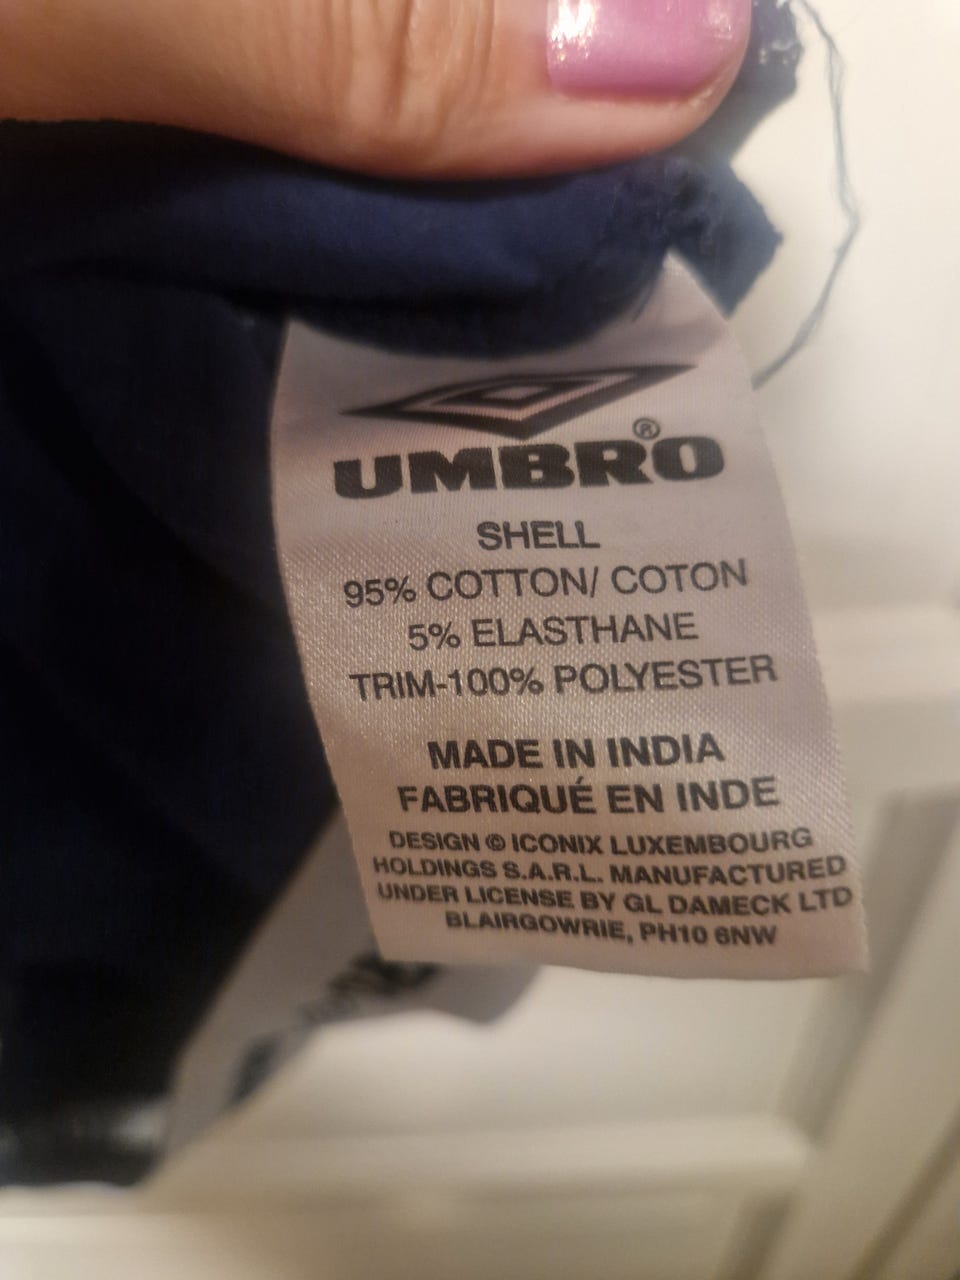 UMBRO®
SHELL
95% COTTON/ COTON
5% ELASTHANE
TRIM-100% POLYESTER
MADE IN INDIA
FABRIQUÉ EN INDE
DESIGN © ICONIX LUXEMBOURG
HOLDINGS S.A.R.L. MANUFACTURED
UNDER LICENSE BY GL DAMECK LTD
BLAIRGOWRIE, PH10 6NW